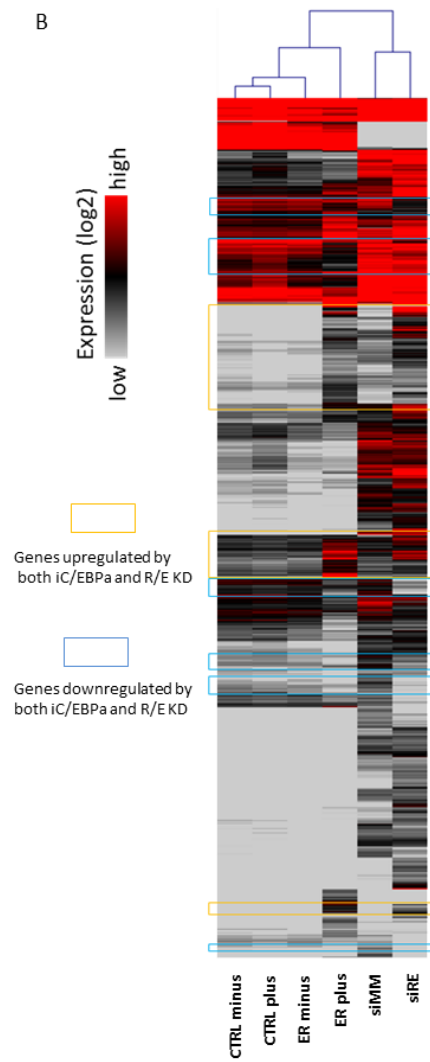 B
Expression (log2)
high
low
Genes upregulated by
both iC/EBPa and R/E KD
Genes downregulated by
both iC/EBPa and R/E KD
CTRL minus
CTRL plus
ER minus
ER plus
siMM
siRE